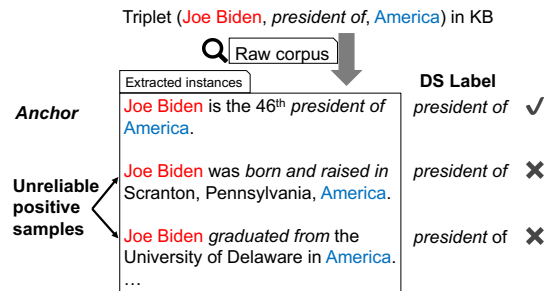 Triplet (Joe Biden, president of, America) in KB
Raw corpus
Extracted instances
DS Label
Anchor
Joe Biden is the 46th president of
America.
president of
Joe Biden was born and raised in
Scranton, Pennsylvania, America.
president of
Unreliable
positive
samples
Joe Biden graduated from the
University of Delaware in America.
president of
...